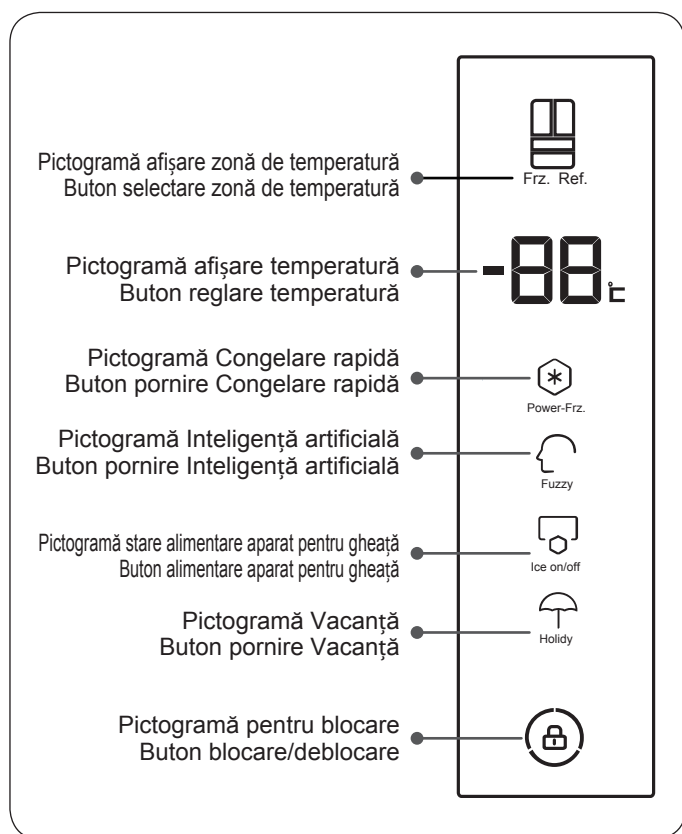 Pictogramă afișare zonă de temperatură
Buton selectare zonă de temperatură
Frz. Ref.
Pictogramă afișare temperatură
Buton reglare temperatură
-88°C
Pictogramă Congelare rapidă
Buton pornire Congelare rapidă
Power-Frz.
Pictogramă Inteligență artificială
Buton pornire Inteligență artificială
Fuzzy
Pictogramă stare alimentare aparat pentru gheață
Buton alimentare aparat pentru gheață
Ice on/off
Pictogramă Vacanță
Buton pornire Vacanță
Holidy
Pictogramă pentru blocare
Buton blocare/deblocare